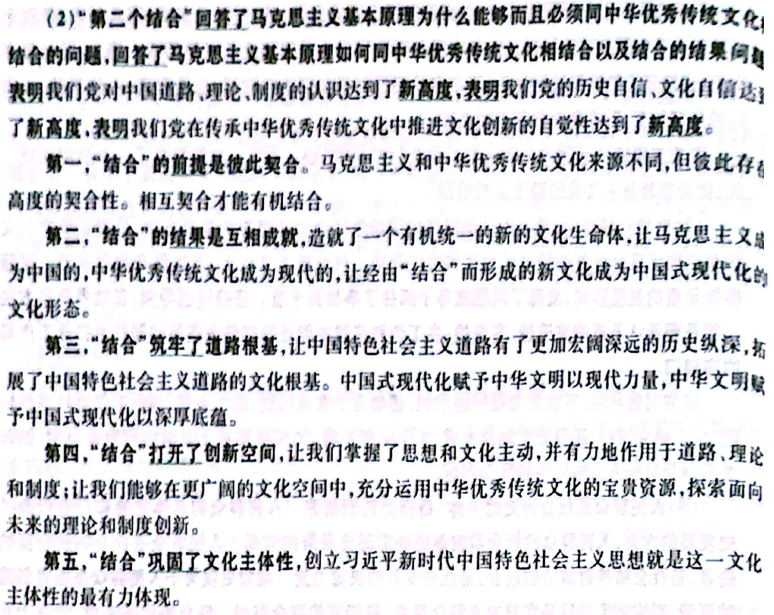 (2)“第二个结合”回答了马克思主义基本原理为什么能够而且必须同中华优秀传统文化相
结合的问题,回答了马克思主义基本原理如何同中华优秀传统文化相结合以及结合的结果问题,
表明我们党对中国道路、理论、制度的认识达到了新高度,表明我们党的历史自信、文化自信达到
了新高度,表明我们党在传承中华优秀传统文化中推进文化创新的自觉性达到了新高度。
第一,“结合”的前提是彼此契合。马克思主义和中华优秀传统文化来源不同,但彼此存在
高度的契合性。相互契合才能有机结合。
第二,“结合”的结果是互相成就,造就了一个有机统一的新的文化生命体,让马克思主义成
为中国的,中华优秀传统文化成为现代的,让经由“结合”而形成的新文化成为中国式现代化的
文化形态。
第三,“结合”筑牢了道路根基,让中国特色社会主义道路有了更加宏阔深远的历史纵深,拓
展了中国特色社会主义道路的文化根基。中国式现代化赋予中华文明以现代力量,中华文明赋
予中国式现代化以深厚底蕴。
第四,“结合”打开了创新空间,让我们掌握了思想和文化主动,并有力地作用于道路、理论
和制度;让我们能够在更广阔的文化空间中,充分运用中华优秀传统文化的宝贵资源,探索面向
未来的理论和制度创新。
第五,“结合”巩固了文化主体性,创立习近平新时代中国特色社会主义思想就是这一文化
主体性的最有力体现。